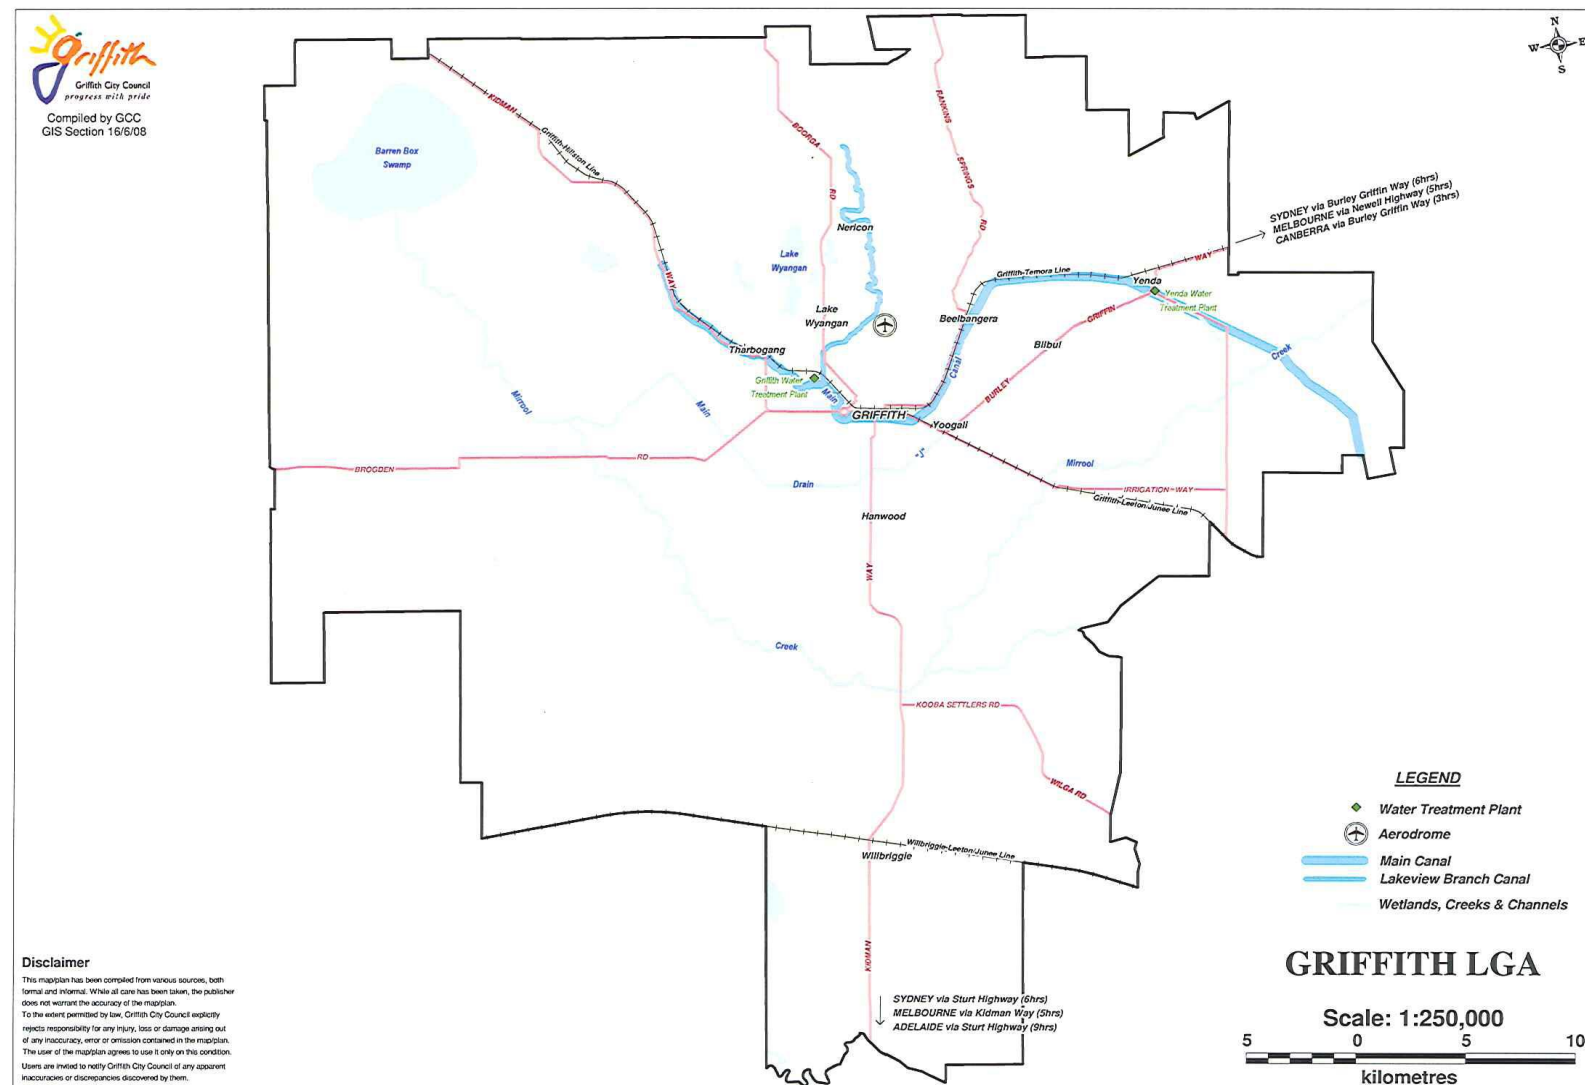 Griffith
Griffith City Council
progress with pride
Compiled by GCC
GIS Section 16/6/08
N
W E
S
KIDMAN
Griffith-Hillston Line
BOORGA
RD
RANKINS
SPRINGS
RD
Barren Box
Swamp
Nericon
Lake
Wyangan
WAY
Lake
Wyangan
SYDNEY via Burley Griffin Way (6hrs)
MELBOURNE via Newell Highway (5hrs)
CANBERRA via Burley Griffin Way (3hrs)
WAY
Griffith-Temora Line
Yenda
Yenda Water
Treatment Plant
GRIFFIN
Beelbangera
Bilbul
BURLEY
Canal
Creek
Tharbogang
Griffith Water
Treatment Plant
Main
GRIFFITH
Yoogali
Mirrool
Main
BROGDEN
RD
Drain
Mirrool
IRRIGATION WAY
Griffith-Leeton-Junee Line
Hanwood
WAY
Creek
KOOBA SETTLERS RD
WILGA RD
Willbriggie-Leeton-Junee Line
Willbriggie
KIDMAN
SYDNEY via Sturt Highway (6hrs)
MELBOURNE via Kidman Way (5hrs)
ADELAIDE via Sturt Highway (9hrs)
LEGEND
Water Treatment Plant
Aerodrome
Main Canal
Lakeview Branch Canal
Wetlands, Creeks & Channels
GRIFFITH LGA
Scale: 1:250,000
5 0 5 10
kilometres
Disclaimer
This map/plan has been compiled from various sources, both
formal and informal. While all care has been taken, the publisher
does not warrant the accuracy of the map/plan.
To the extent permitted by law, Griffith City Council explicitly
rejects responsibility for any injury, loss or damage arising out
of any inaccuracy, error or omission contained in the map/plan.
The user of the map/plan agrees to use it only on this condition.
Users are invited to notify Griffith City Council of any apparent
inaccuracies or discrepancies discovered by them.